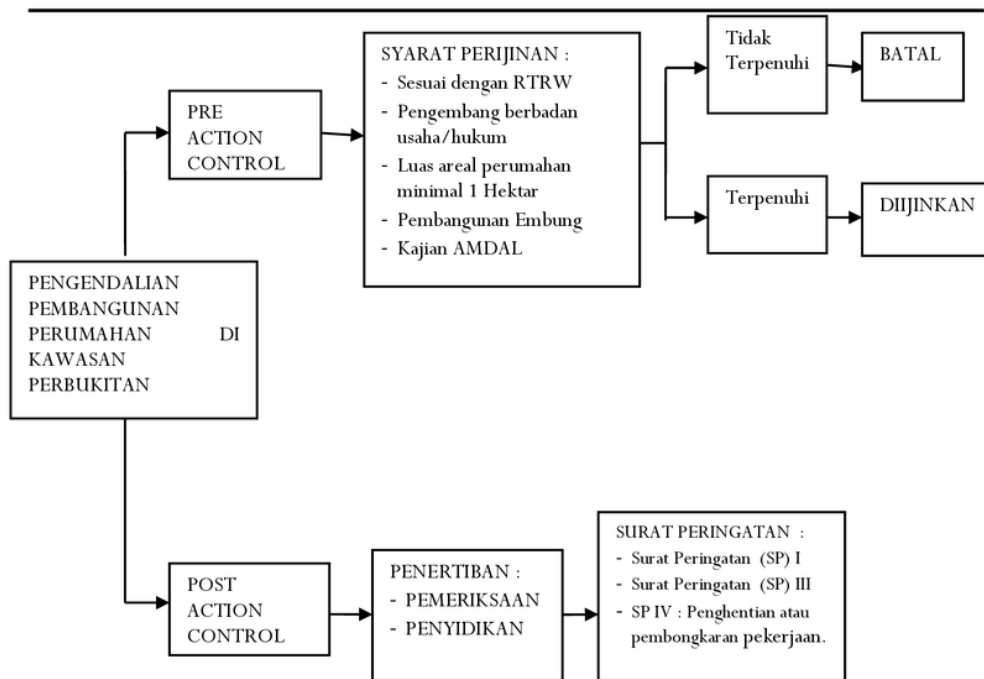 PENGENDALIAN
PEMBANGUNAN
PERUMAHAN DI
KAWASAN
PERBUKITAN
PRE
ACTION
CONTROL
SYARAT PERIJINAN :
- Sesuai dengan RTRW
- Pengembang berbadan
usaha/hukum
- Luas areal perumahan
minimal 1 Hektar
- Pembangunan Embung
- Kajian AMDAL
Tidak
Terpenuhi
BATAL
Terpenuhi
DIIJINKAN
POST
ACTION
CONTROL
PENERTIBAN :
- PEMERIKSAAN
- PENYIDIKAN
SURAT PERINGATAN :
- Surat Peringatan (SP) I
- Surat Peringatan (SP) III
- SP IV : Penghentian atau
pembongkaran pekerjaan.